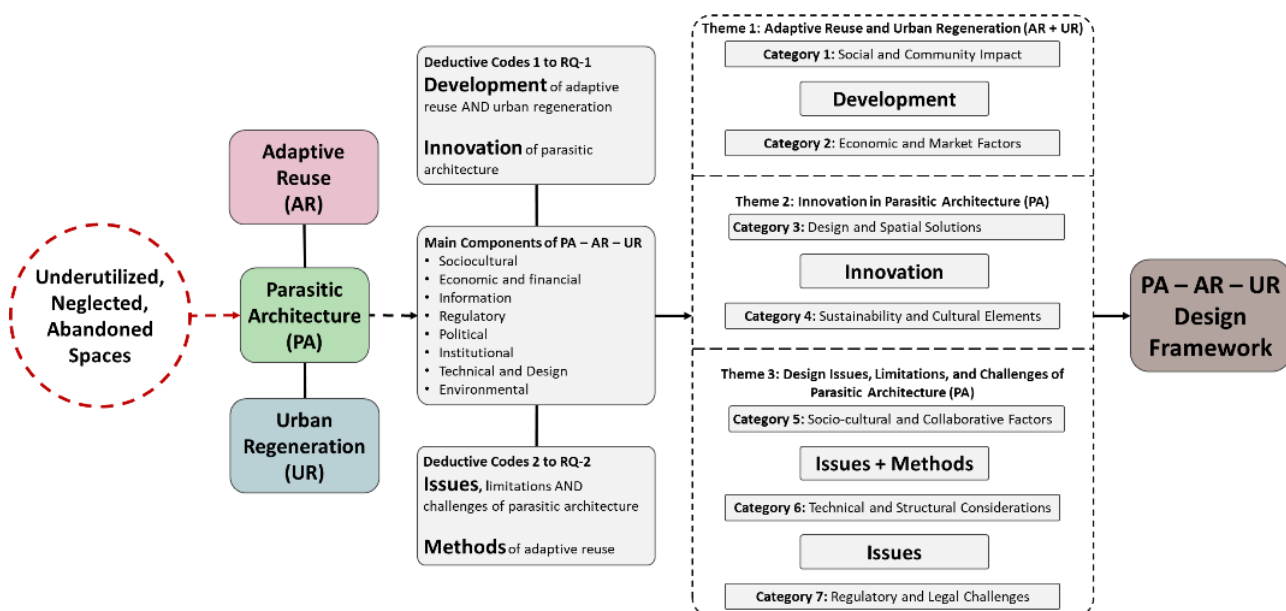 Underutilized,
Neglected,
Abandoned
Spaces
Adaptive
Reuse
(AR)
Parasitic
Architecture
(PA)
Urban
Regeneration
(UR)
Deductive Codes 1 to RQ-1
Development of adaptive
reuse AND urban regeneration
Innovation of parasitic
architecture
Main Components of PA – AR – UR
• Sociocultural
• Economic and financial
• Information
• Regulatory
• Political
• Institutional
• Technical and Design
• Environmental
Deductive Codes 2 to RQ-2
Issues, limitations AND
challenges of parasitic architecture
Methods of adaptive reuse
Theme 1: Adaptive Reuse and Urban Regeneration (AR + UR)
Category 1: Social and Community Impact
Development
Category 2: Economic and Market Factors
Theme 2: Innovation in Parasitic Architecture (PA)
Category 3: Design and Spatial Solutions
Innovation
Category 4: Sustainability and Cultural Elements
Theme 3: Design Issues, Limitations, and Challenges of
Parasitic Architecture (PA)
Category 5: Socio-cultural and Collaborative Factors
Issues + Methods
Category 6: Technical and Structural Considerations
Issues
Category 7: Regulatory and Legal Challenges
PA – AR – UR
Design
Framework